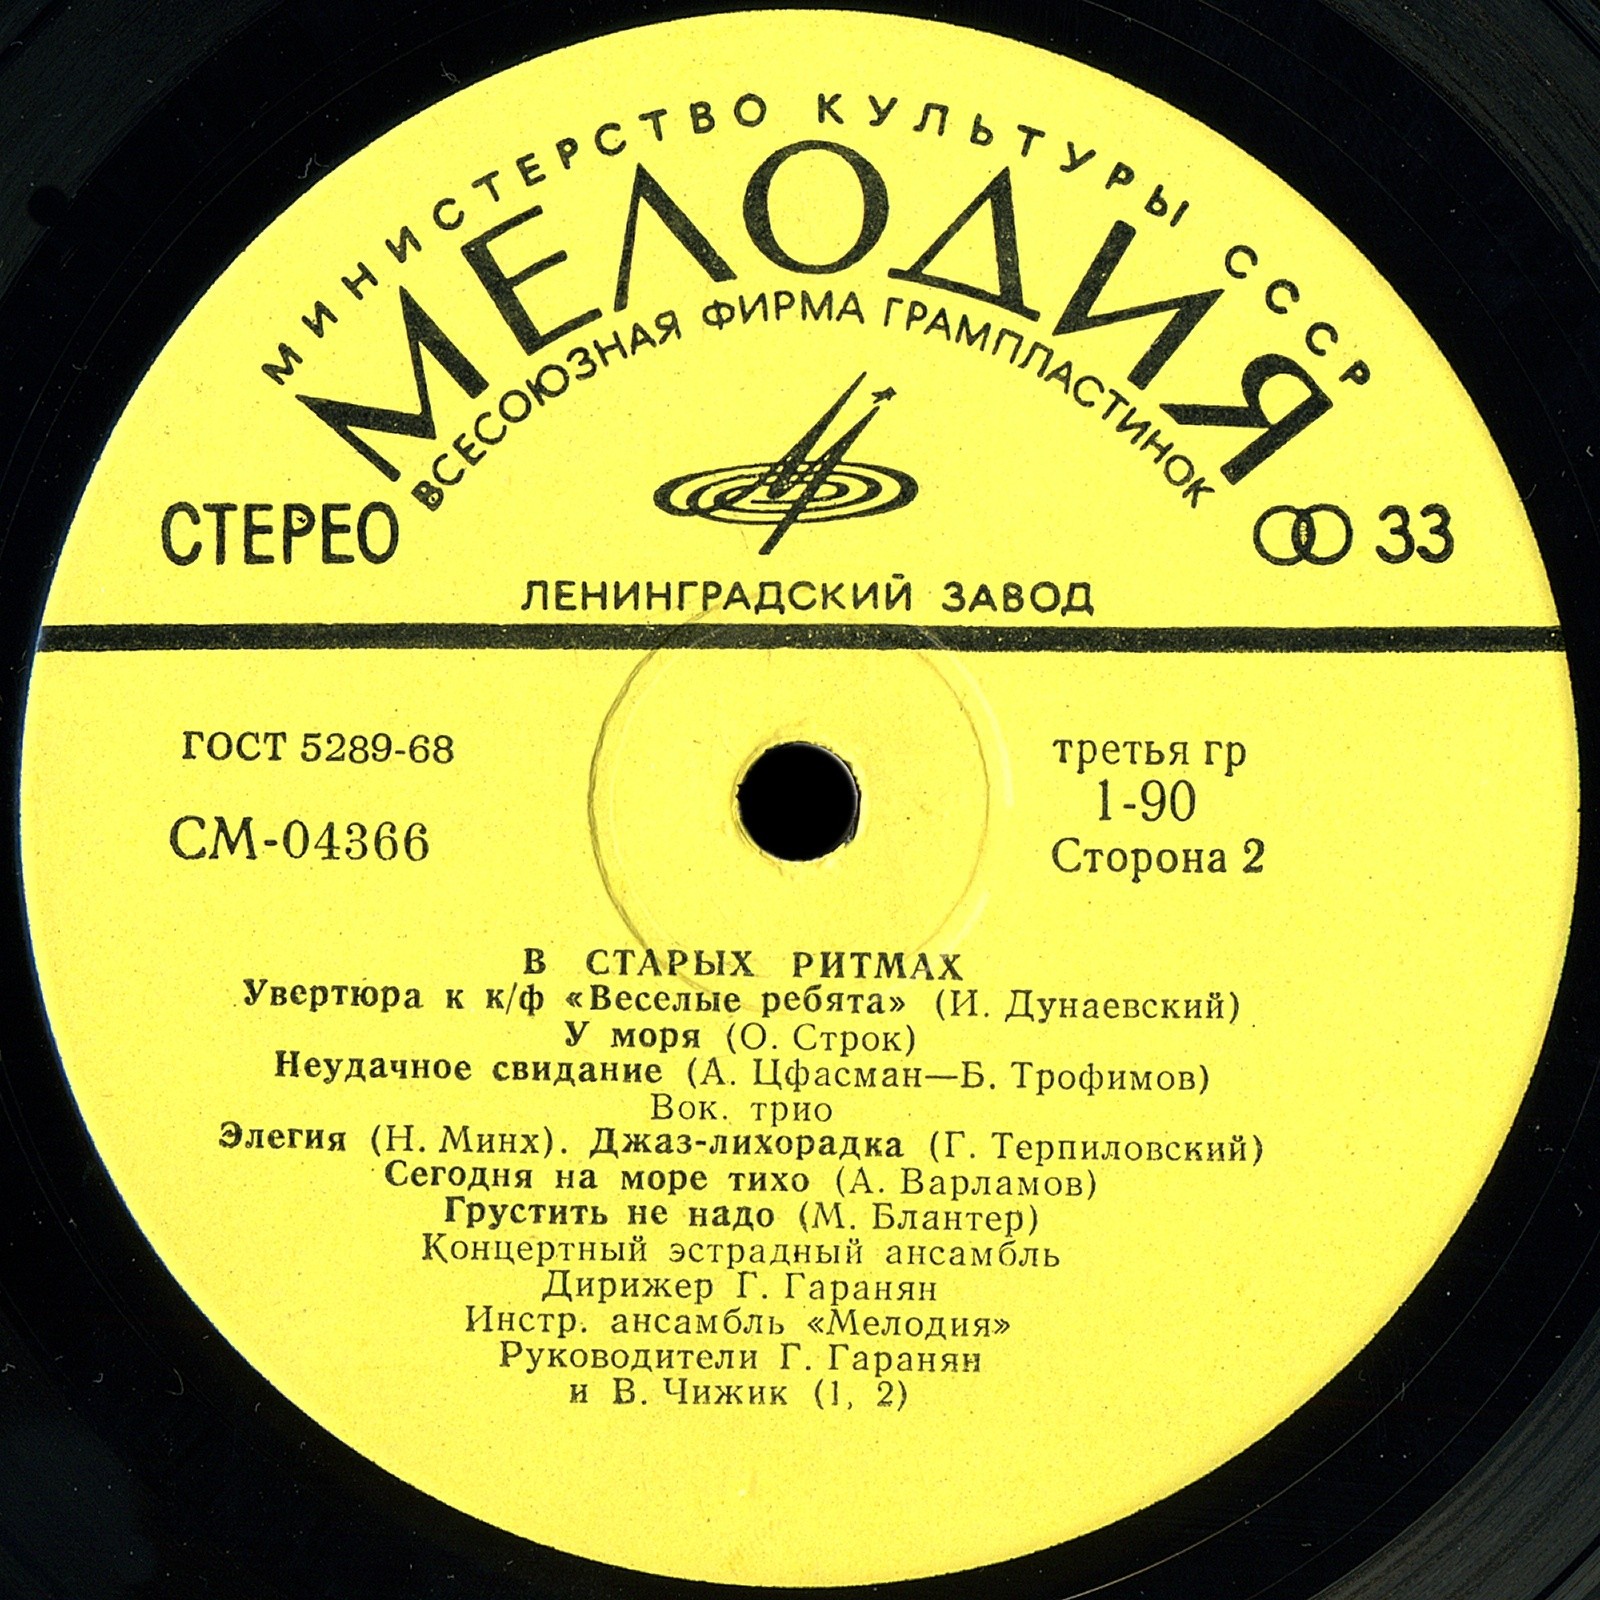 МИНИСТЕРСТВО КУЛЬТУРЫ СССР
МЕЛОДИЯ
ВСЕСОЮЗНАЯ ФИРМА ГРАМПЛАСТИНОК
СТЕРЕО
33
ЛЕНИНГРАДСКИЙ ЗАВОД
ГОСТ 5289-68
третья гр
1-90
СМ-04366
Сторона 2
В СТАРЫХ РИТМАХ
Увертюра к к/ф «Веселые ребята» (И. Дунаевский)
У моря (О. Строк)
Неудачное свидание (А. Цфасман—Б. Трофимов)
Вок. трио
Элегия (Н. Минх). Джаз-лихорадка (Г. Терпиловский)
Сегодня на море тихо (А. Варламов)
Грустить не надо (М. Блантер)
Концертный эстрадный ансамбль
Дирижер Г. Гаранян
Инстр. ансамбль «Мелодия»
Руководители Г. Гаранян
и В. Чижик (1, 2)